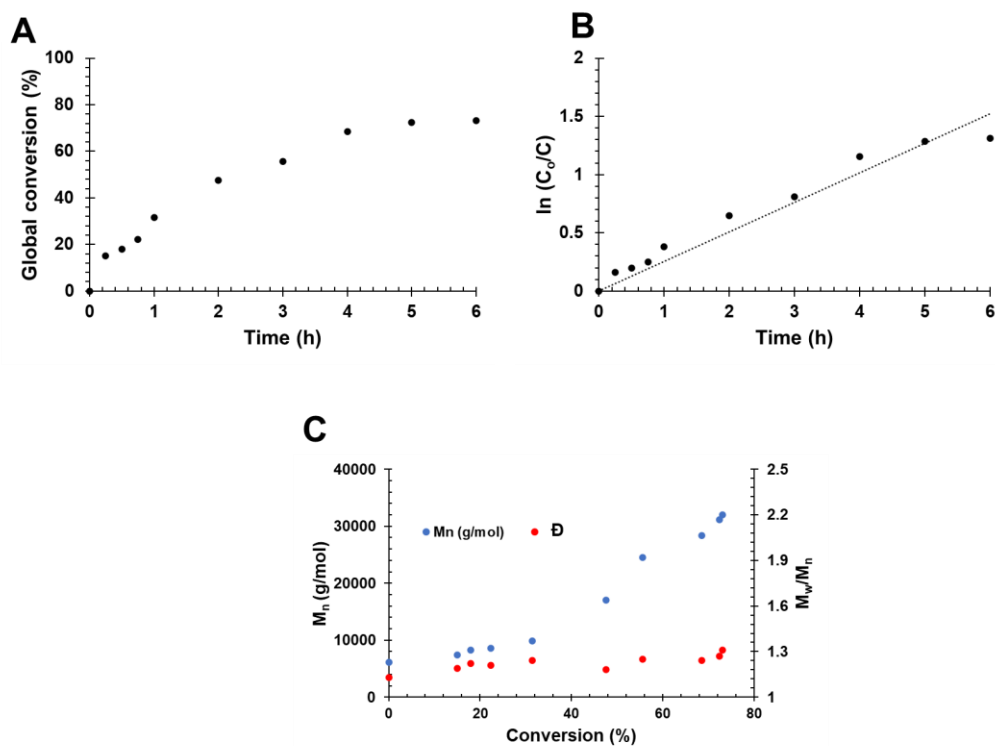 A
Global conversion (%)
100
80
60
40
20
0
0 1 2 3 4 5 6
Time (h)
B
ln (Co/C)
2
1.5
1
0.5
0
0 1 2 3 4 5 6
Time (h)
C
Mn (g/mol)
40000
30000
20000
10000
0
Mn (g/mol) Đ
2.5
2.2
1.9
1.6
1.3
1
Mw/Mn
0 20 40 60 80
Conversion (%)